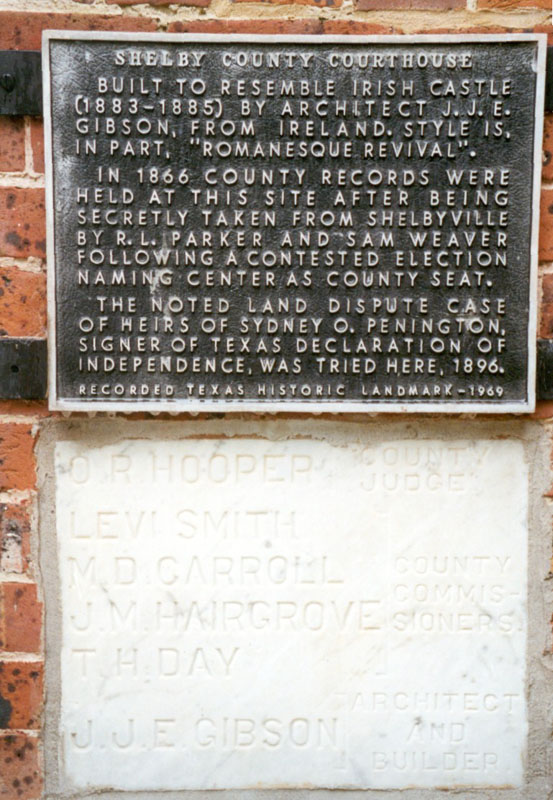 SHELBY COUNTY COURTHOUSE
BUILT TO RESEMBLE IRISH CASTLE
(1883-1885) BY ARCHITECT J.J.E.
GIBSON, FROM IRELAND. STYLE IS,
IN PART, "ROMANESQUE REVIVAL".
IN 1866 COUNTY RECORDS WERE
HELD AT THIS SITE AFTER BEING
SECRETLY TAKEN FROM SHELBYVILLE
BY R.L. PARKER AND SAM WEAVER
FOLLOWING A CONTESTED ELECTION
NAMING CENTER AS COUNTY SEAT.
THE NOTED LAND DISPUTE CASE
OF HEIRS OF SYDNEY O. PENINGTON,
SIGNER OF TEXAS DECLARATION OF
INDEPENDENCE, WAS TRIED HERE, 1896.
RECORDED TEXAS HISTORIC LANDMARK-1969
O.R. HOOPER COUNTY
JUDGE
LEVI SMITH
M.D. CARROLL COUNTY
COMMIS-
J.M. HAIRGROVE SIONERS.
T.H. DAY
ARCHITECT
J.J.E. GIBSON AND
BUILDER